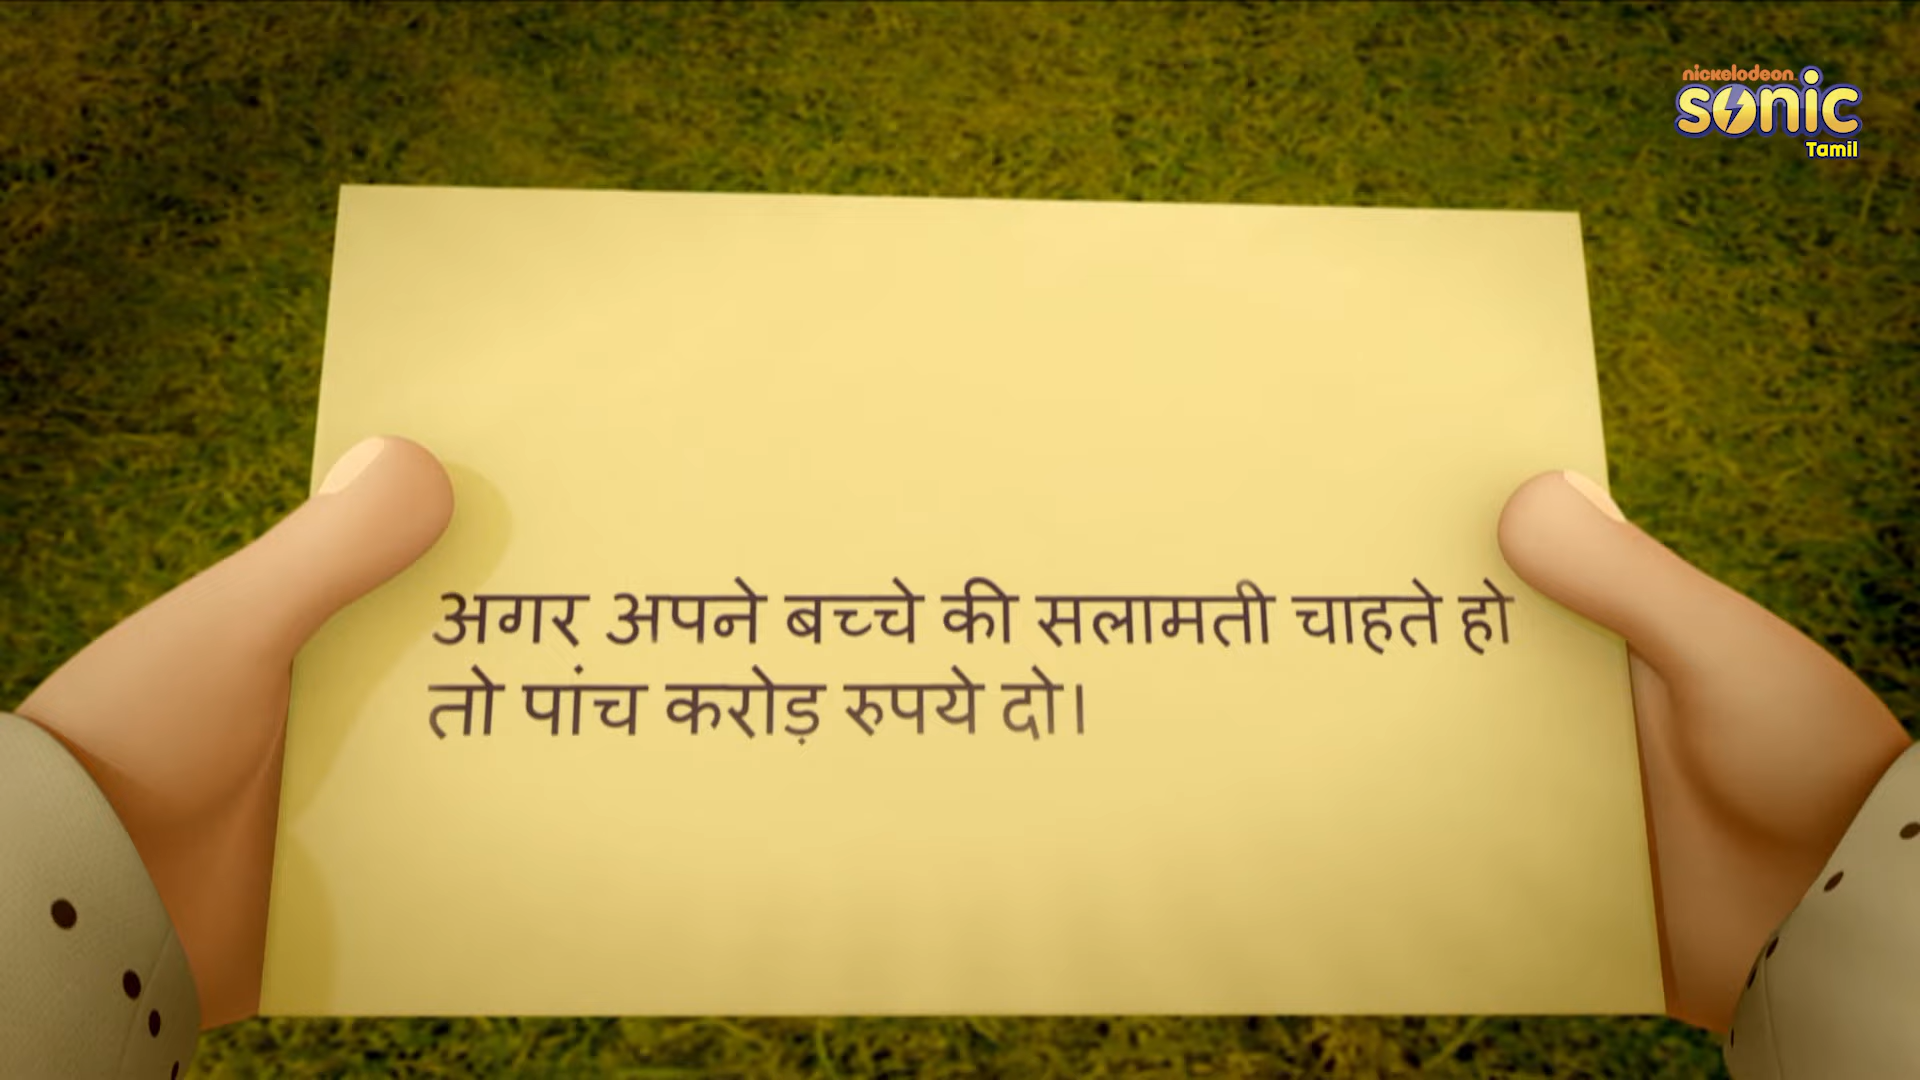 nickelodeon
sonic
Tamil
अगर अपने बच्चे की सलामती चाहते हो
तो पांच करोड़ रुपये दो।